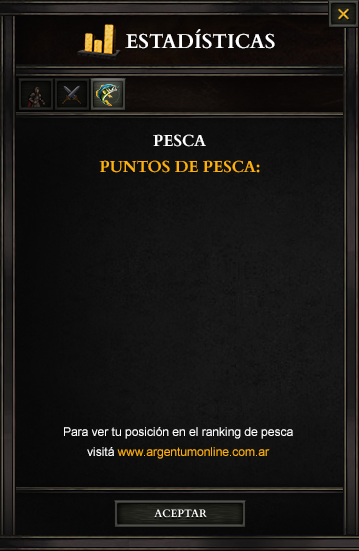 ESTADÍSTICAS
PESCA
PUNTOS DE PESCA:
Para ver tu posición en el ranking de pesca
visitá www.argentumonline.com.ar
ACEPTAR